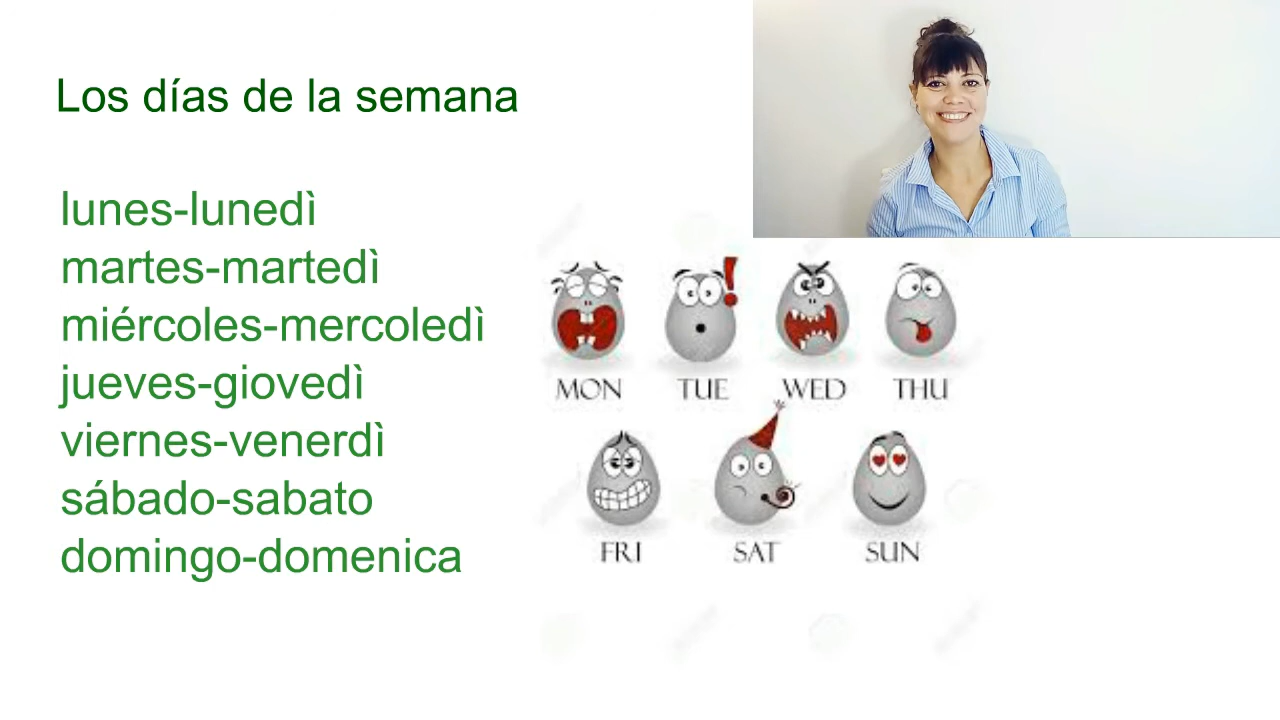 Los días de la semana
lunes-lunedì
martes-martedì
miércoles-mercoledì
jueves-giovedì
viernes-venerdì
sábado-sabato
domingo-domenica
MON TUE WED THU
FRI SAT SUN